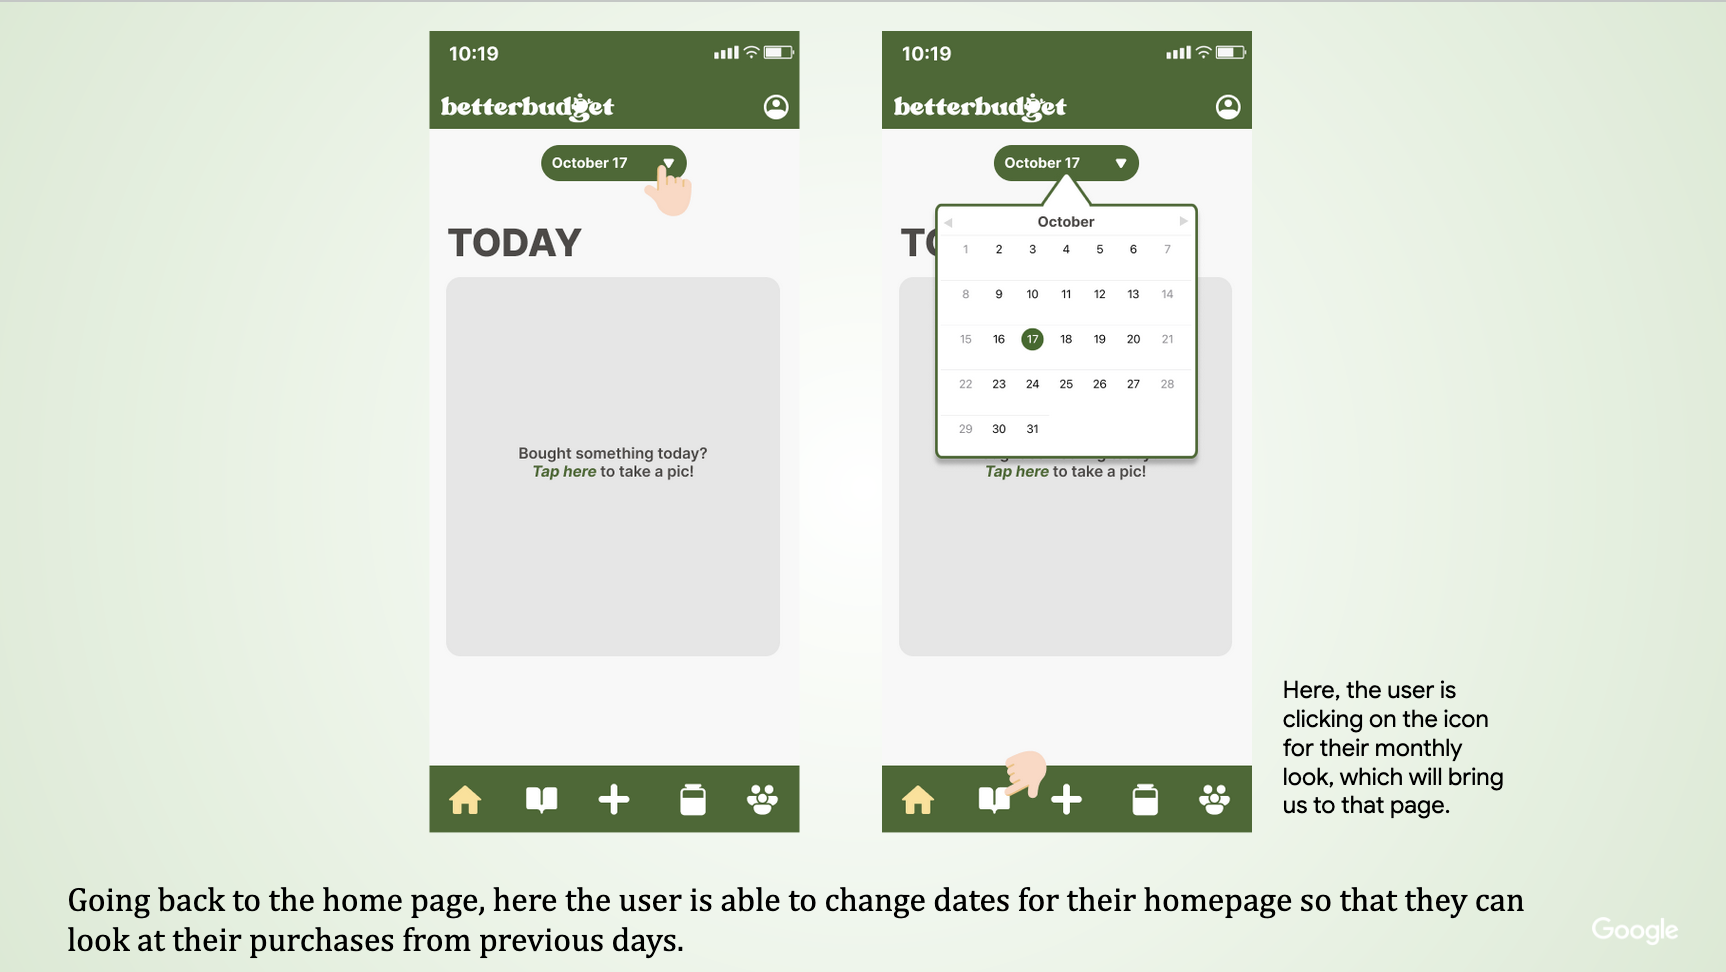 10:19
betterbudget
October 17
TODAY
Bought something today?
Tap here to take a pic!
10:19
betterbudget
October 17
October
1 2 3 4 5 6 7
8 9 10 11 12 13 14
15 16 17 18 19 20 21
22 23 24 25 26 27 28
29 30 31
Tap here to take a pic!
Here, the user is
clicking on the icon
for their monthly
look, which will bring
us to that page.
Going back to the home page, here the user is able to change dates for their homepage so that they can
look at their purchases from previous days.
Google